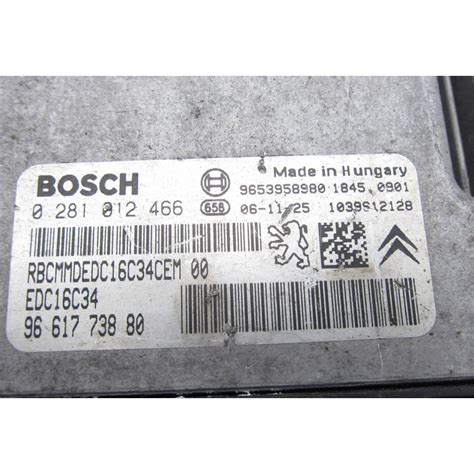 Made in Hungary
BOSCH
9653958980 1845 0901
0 281 012 466
658
06-11-25
1039S12128
RBCMMDEDC16C34CEM 00
EDC16C34
96 617 738 80